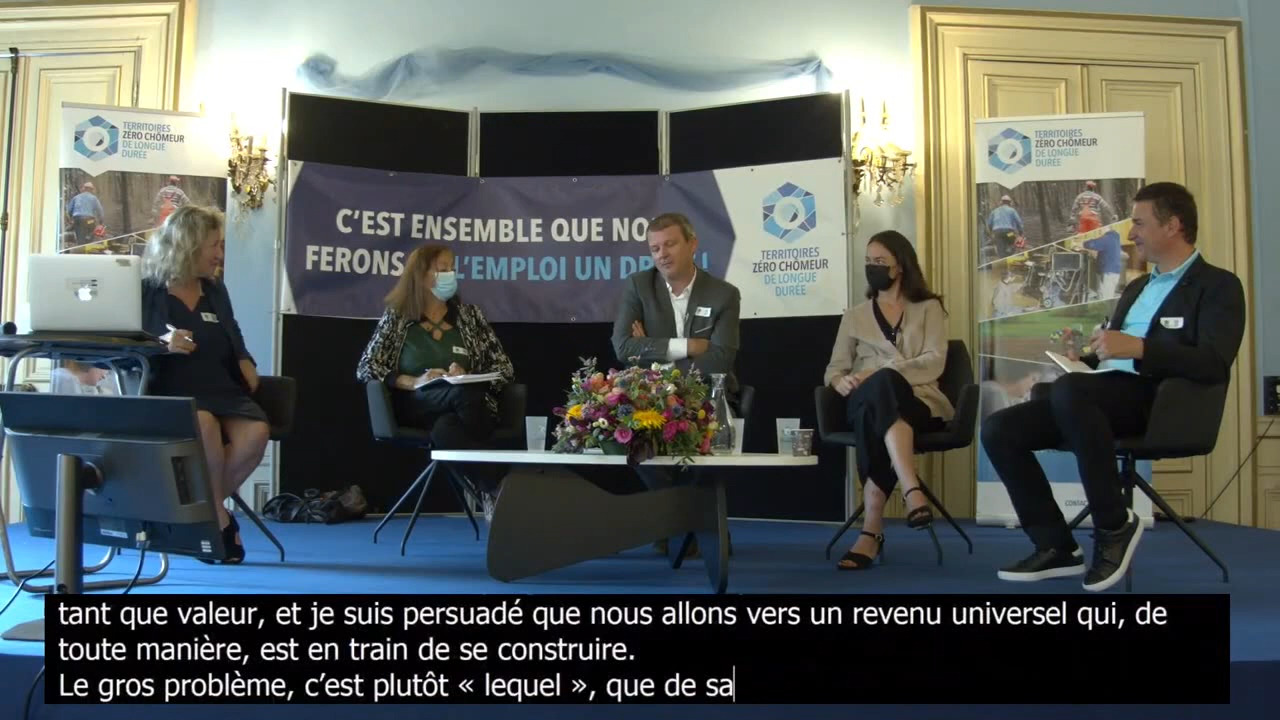 TERRITOIRES
ZÉRO CHÔMEUR
DE LONGUE
DURÉE
C'EST ENSEMBLE QUE NO
FERONS L'EMPLOI UN DR !
TERRITOIRES
ZÉRO CHÔMEUR
DE LONGUE
DURÉE
TERRITOIRES
ZÉRO CHÔMEUR
DE LONGUE
DURÉE
CONTAC
tant que valeur, et je suis persuadé que nous allons vers un revenu universel qui, de
toute manière, est en train de se construire.
Le gros problème, c'est plutôt « lequel », que de sa